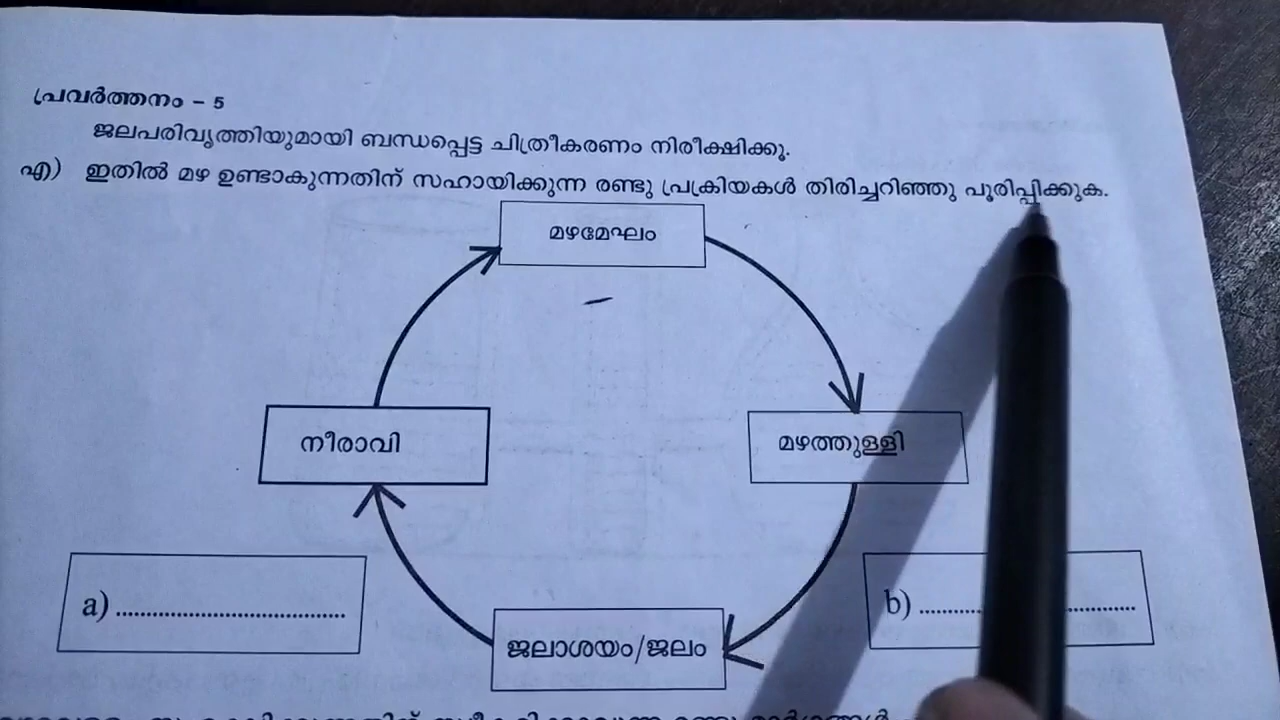 പ്രവർത്തനം - 5
ജലപരിവൃത്തിയുമായി ബന്ധപ്പെട്ട ചിത്രീകരണം നിരീക്ഷിക്കൂ.
എ) ഇതിൽ മഴ ഉണ്ടാകുന്നതിന് സഹായിക്കുന്ന രണ്ടു പ്രക്രിയകൾ തിരിച്ചറിഞ്ഞു പൂരിപ്പിക്കുക.
മഴമേഘം
നീരാവി
മഴത്തുള്ളി
a) ........................................
b) ........................................
ജലാശയം/ജലം